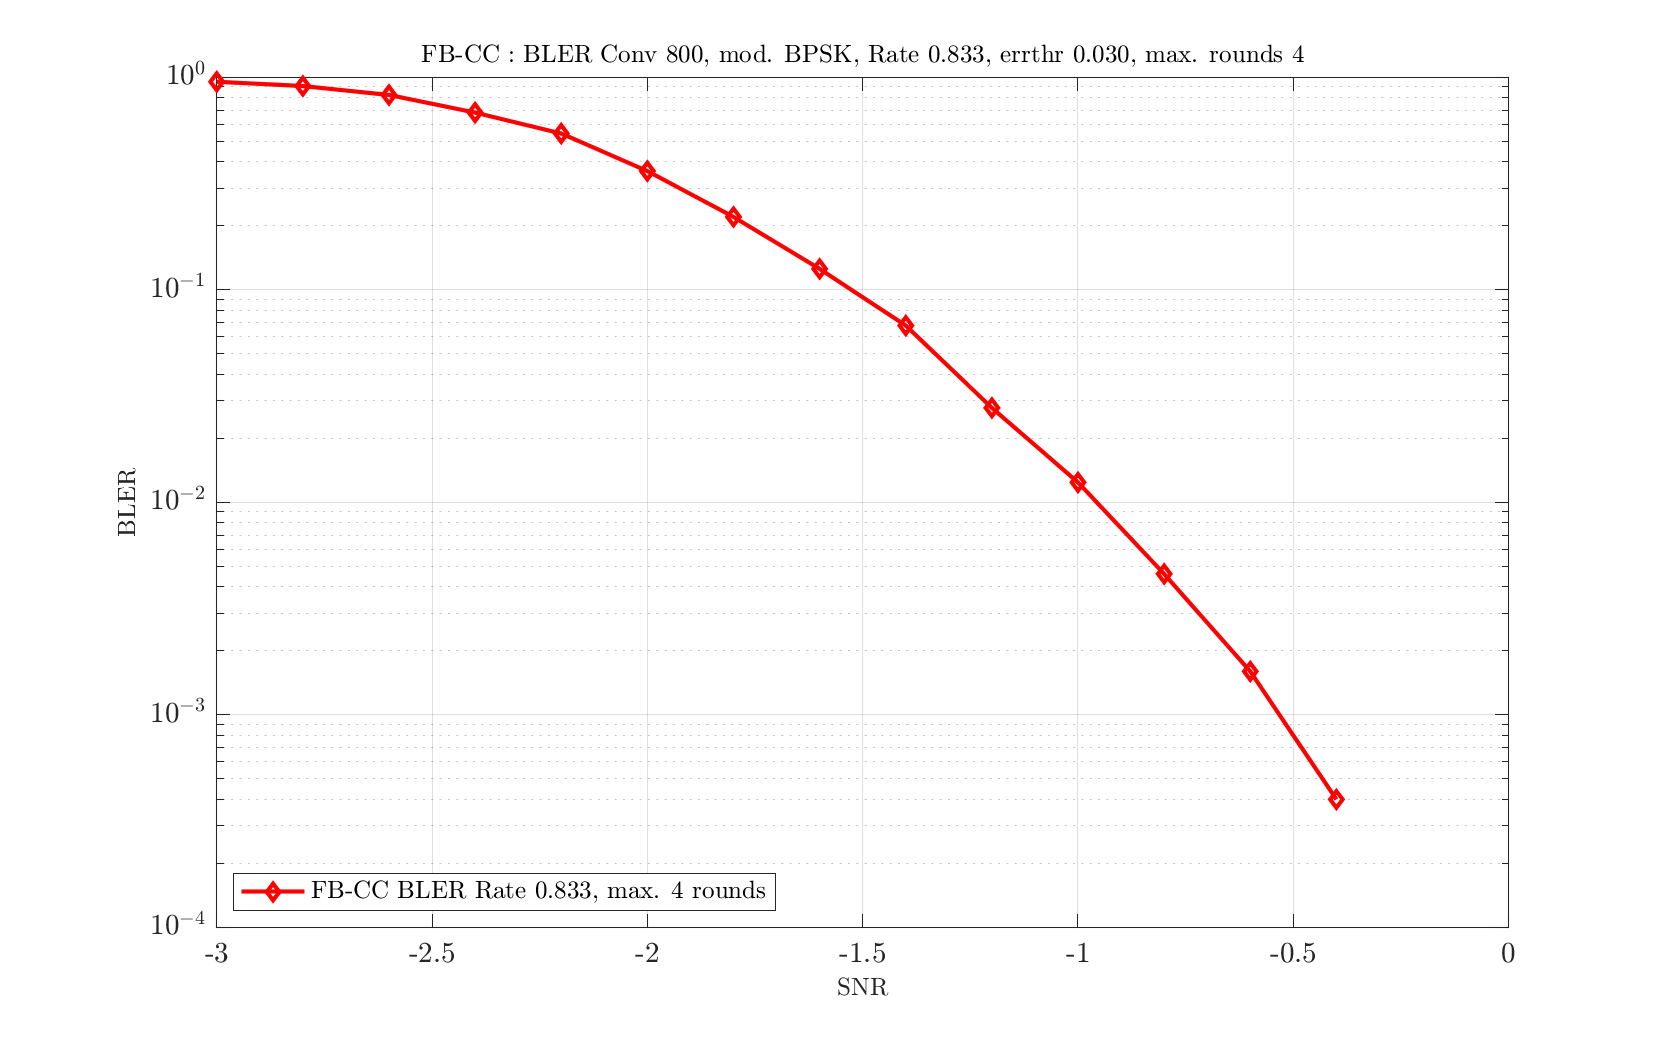 FB-CC : BLER Conv 800, mod. BPSK, Rate 0.833, errthr 0.030, max. rounds 4
10^0
10^-1
10^-2
10^-3
10^-4
BLER
FB-CC BLER Rate 0.833, max. 4 rounds
-3 -2.5 -2 -1.5 -1 -0.5 0
SNR